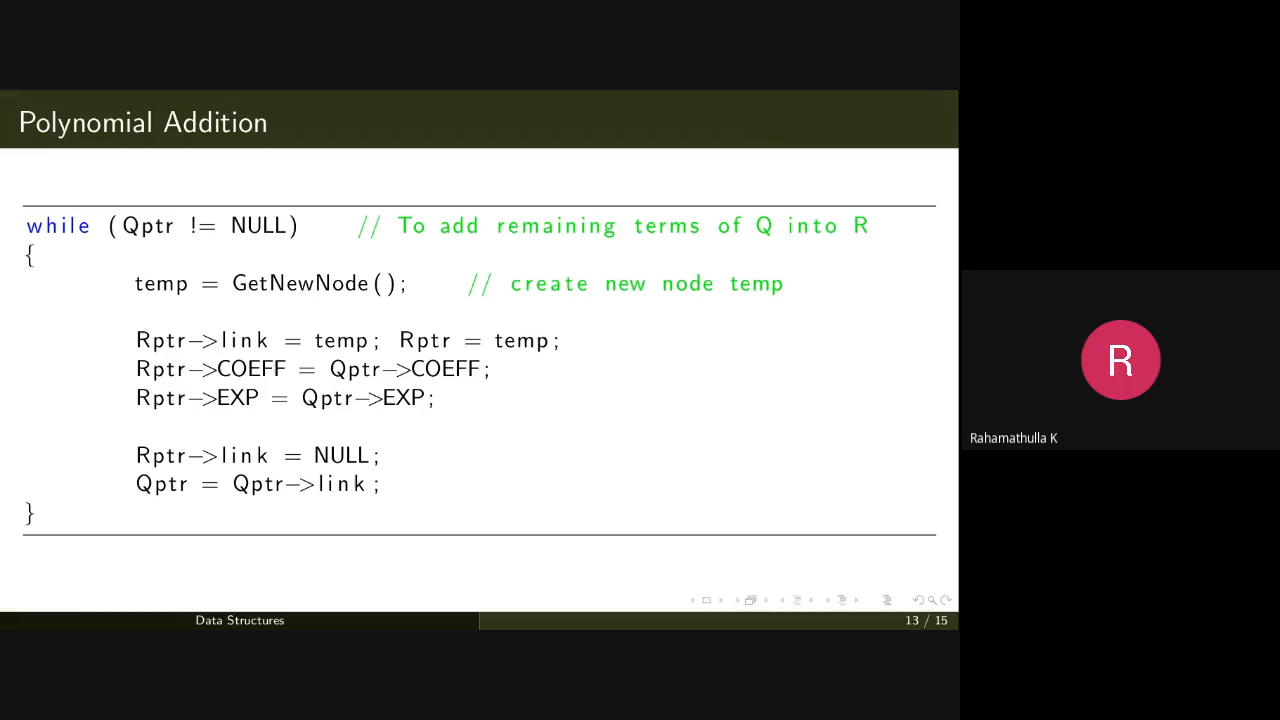 Polynomial Addition
while (Qptr != NULL) // To add remaining terms of Q into R
{
temp = GetNewNode(); // create new node temp
Rptr->link = temp; Rptr = temp;
Rptr->COEFF = Qptr->COEFF;
Rptr->EXP = Qptr->EXP;
Rptr->link = NULL;
Qptr = Qptr->link;
}
Data Structures
13 / 15
R
Rahamathulla K